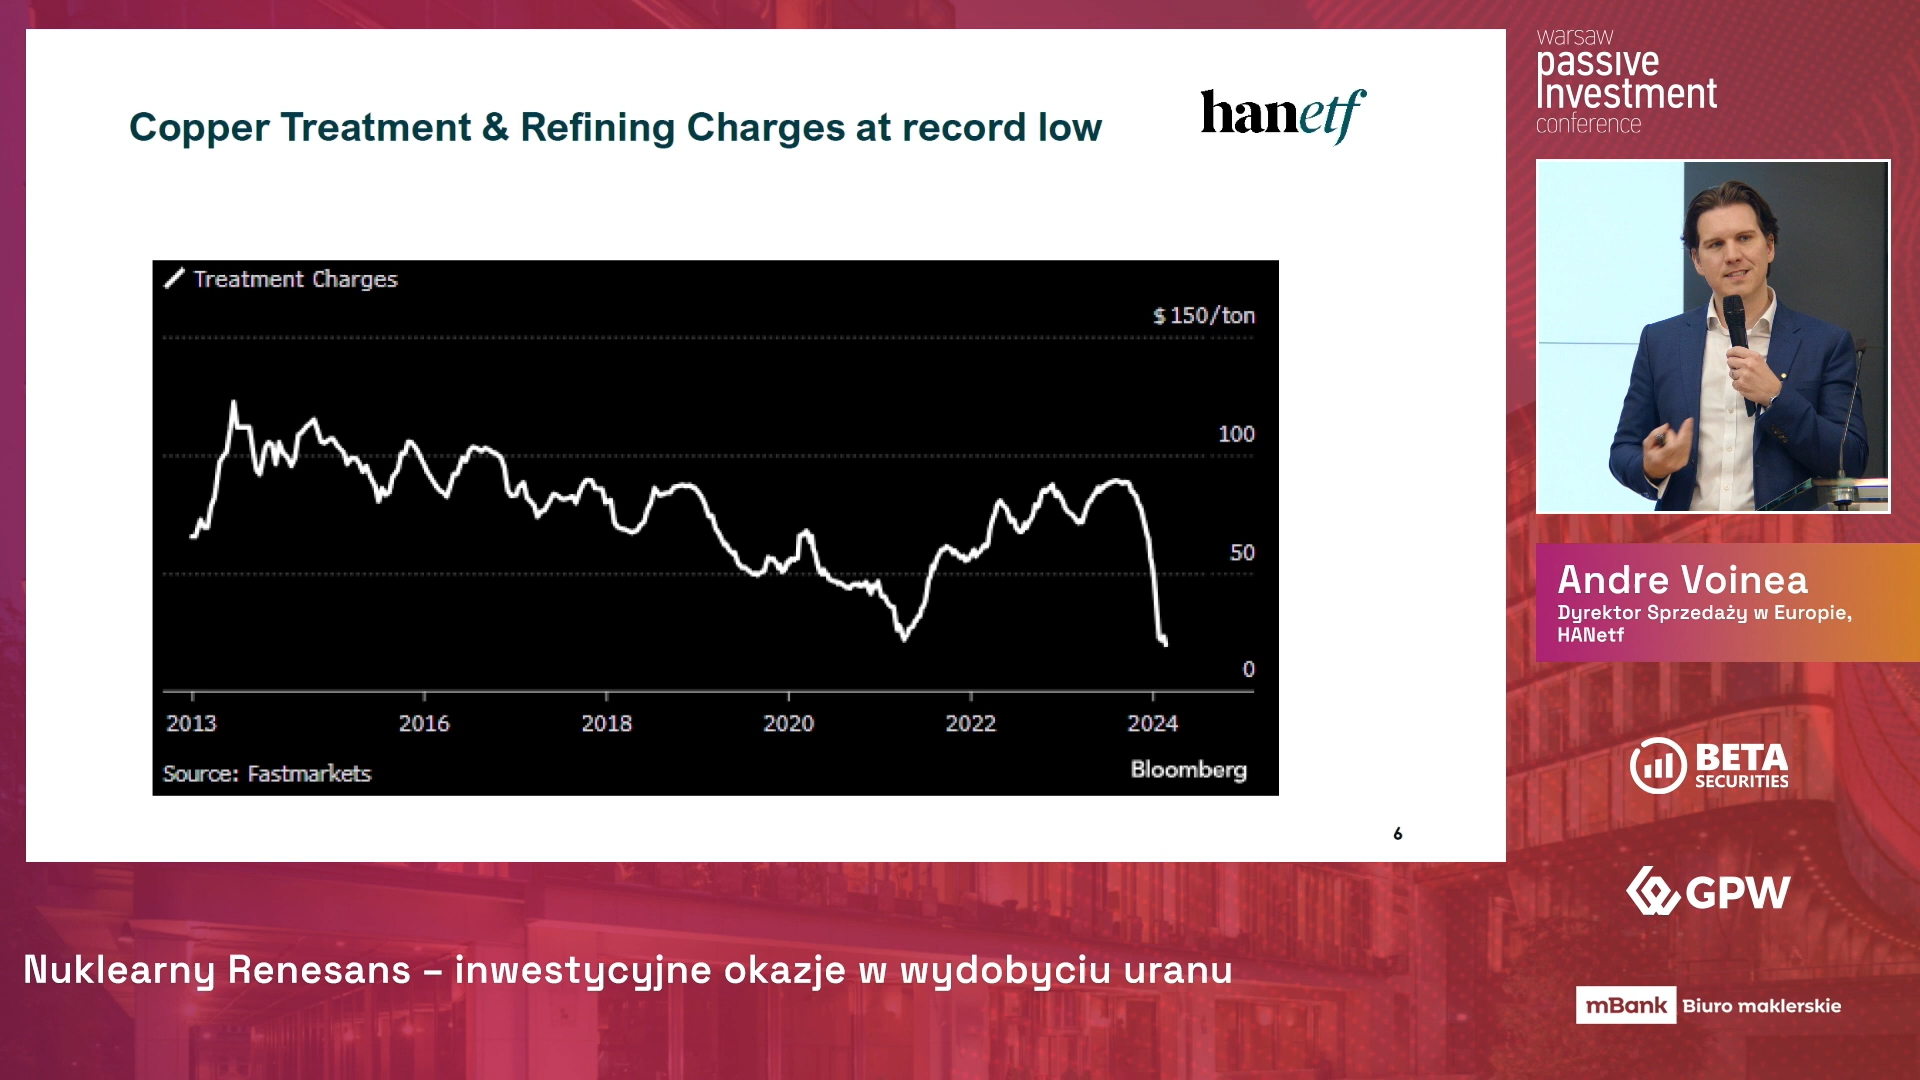 Copper Treatment & Refining Charges at record low
hanetf
Treatment Charges
$150/ton
100
50
0
2013 2016 2018 2020 2022 2024
Source: Fastmarkets
Bloomberg
6
warsaw
passive
Investment
conference
Andre Voinea
Dyrektor Sprzedaży w Europie,
HANetf
BETA
SECURITIES
GPW
mBank Biuro maklerskie
Nuklearny Renesans – inwestycyjne okazje w wydobyciu uranu